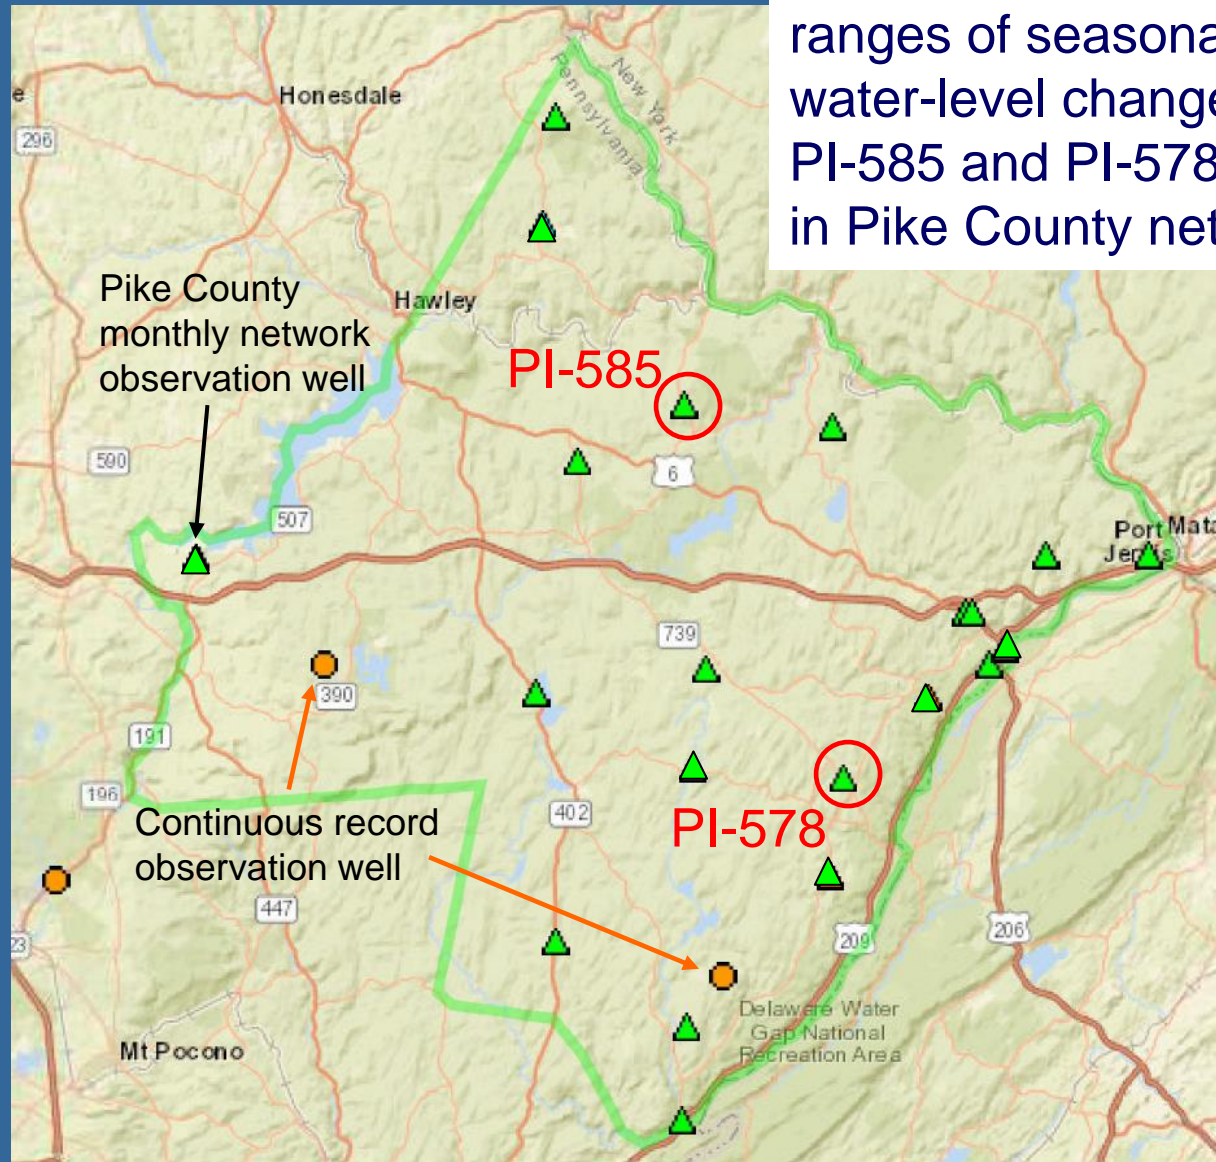 ranges of seasona
water-level change
PI-585 and PI-578
in Pike County net
Honesdale
296
New York
Pennsylvania
Pike County
monthly network
observation well
Hawley
PI-585
590
6
507
Port
Jervis
Mata
739
390
191
196
Continuous record
observation well
402
PI-578
447
23
209
206
Delaware Water
Gap National
Recreation Area
Mt Pocono